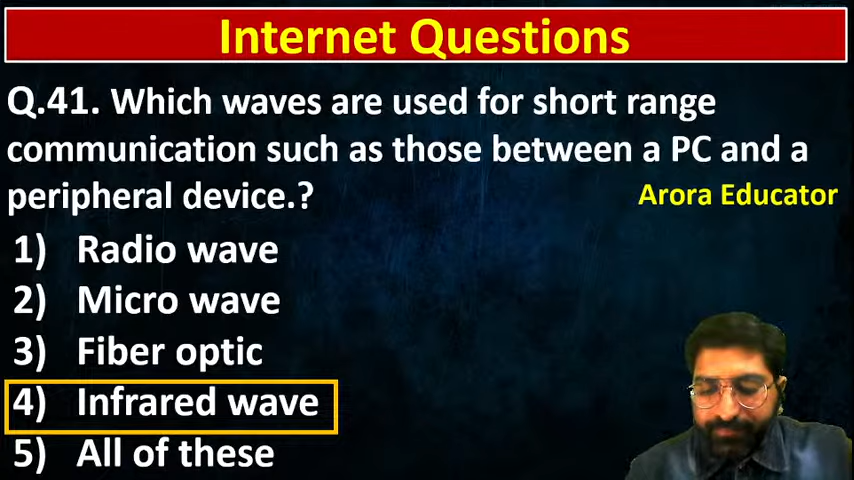 Internet Questions
Q.41. Which waves are used for short range
communication such as those between a PC and a
peripheral device.?
Arora Educator
1) Radio wave
2) Micro wave
3) Fiber optic
4) Infrared wave
5) All of these